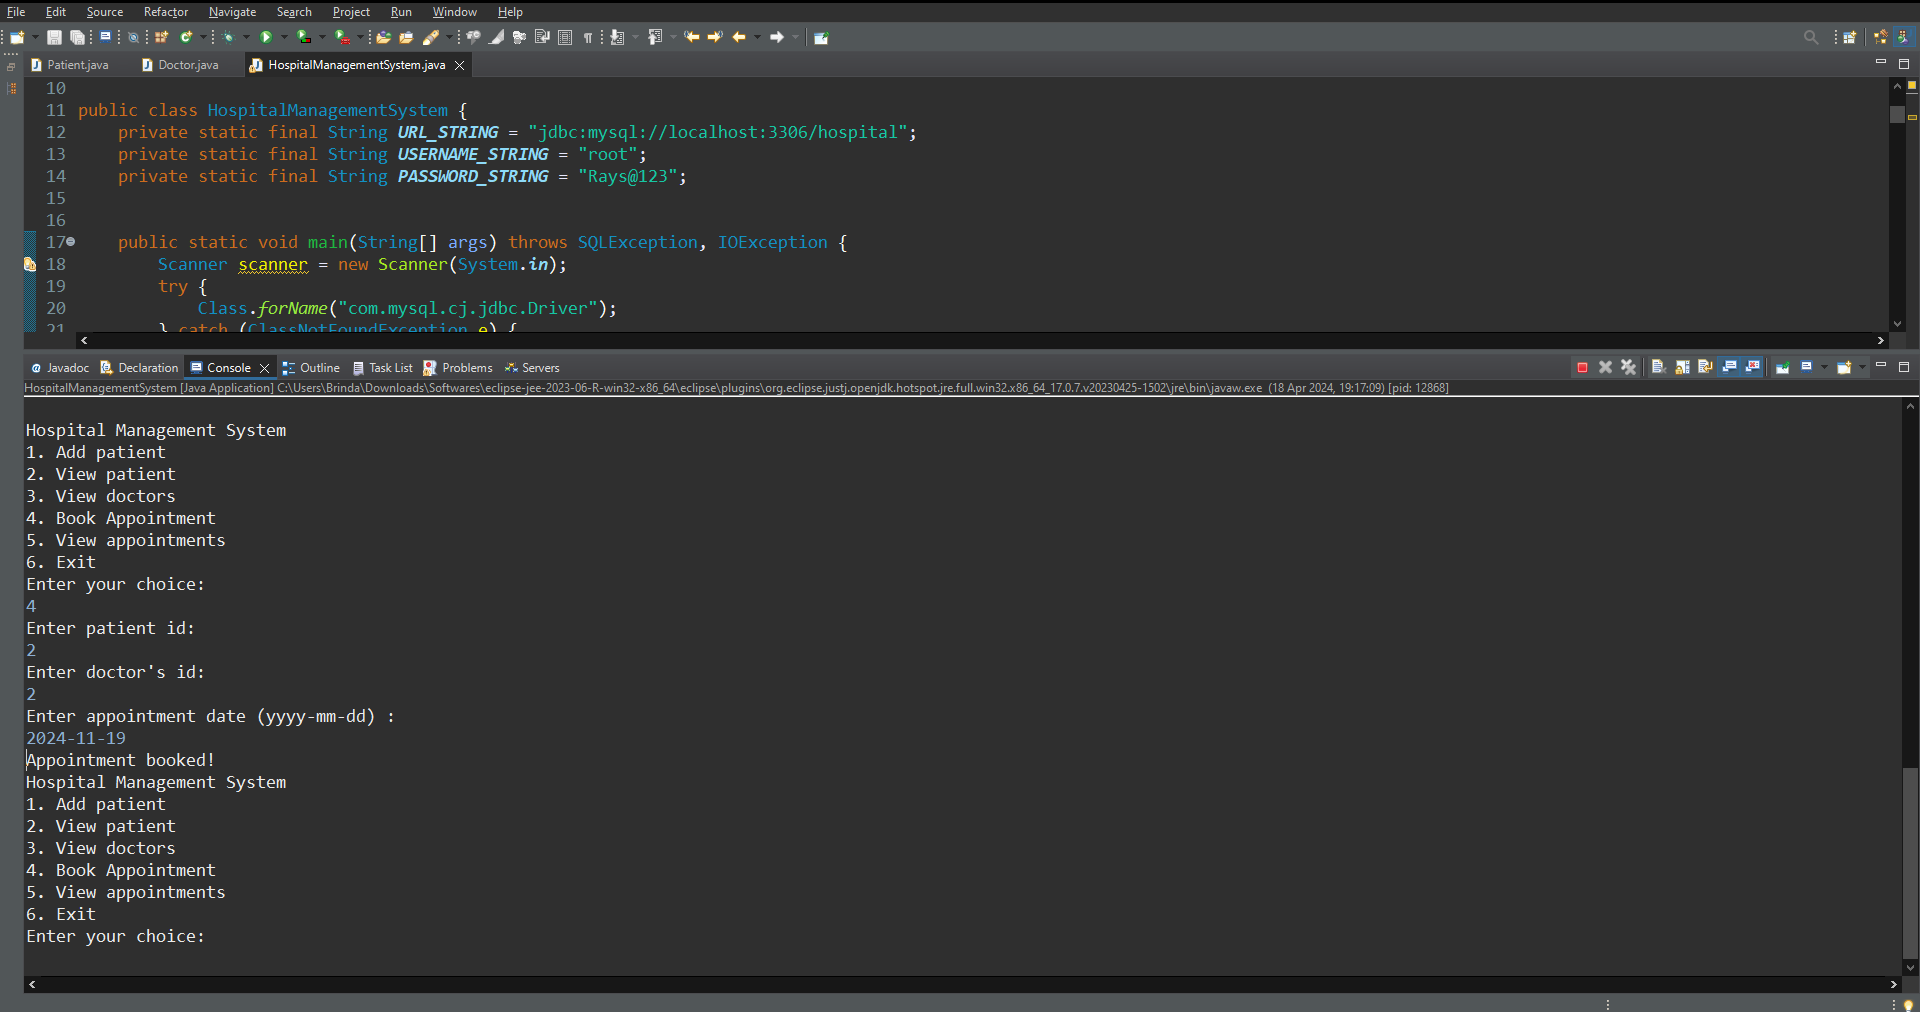 File Edit Source Refactor Navigate Search Project Run Window Help
Patient.java Doctor.java HospitalManagementSystem.java
10
11 public class HospitalManagementSystem {
12 private static final String URL_STRING = "jdbc:mysql://localhost:3306/hospital";
13 private static final String USERNAME_STRING = "root";
14 private static final String PASSWORD_STRING = "Rays@123";
15
16
17 public static void main(String[] args) throws SQLException, IOException {
18 Scanner scanner = new Scanner(System.in);
19 try {
20 Class.forName("com.mysql.cj.jdbc.Driver");
21 } catch (ClassNotFoundException e) {
Javadoc Declaration Console Outline Task List Problems Servers
HospitalManagementSystem [Java Application] C:\Users\Brinda\Downloads\Softwares\eclipse-jee-2023-06-R-win32-x86_64\eclipse\plugins\org.eclipse.justj.openjdk.hotspot.jre.full.win32.x86_64_17.0.7.v20230425-1502\jre\bin\javaw.exe (18 Apr 2024, 19:17:09) [pid: 12868]
Hospital Management System
1. Add patient
2. View patient
3. View doctors
4. Book Appointment
5. View appointments
6. Exit
Enter your choice:
4
Enter patient id:
2
Enter doctor's id:
2
Enter appointment date (yyyy-mm-dd) :
2024-11-19
Appointment booked!
Hospital Management System
1. Add patient
2. View patient
3. View doctors
4. Book Appointment
5. View appointments
6. Exit
Enter your choice: